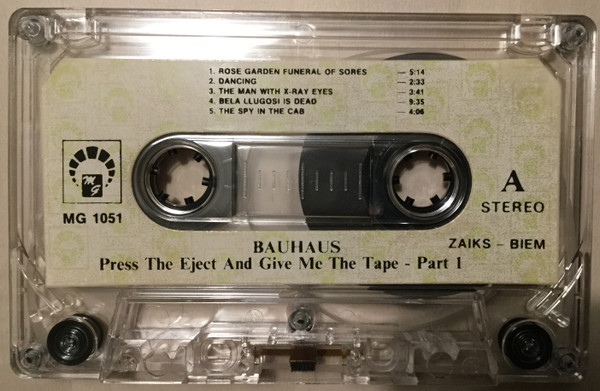 1. ROSE GARDEN FUNERAL OF SORES — 5:14
2. DANCING — 2:33
3. THE MAN WITH X-RAY EYES — 3:41
4. BELA LLUGOSI IS DEAD — 9:35
5. THE SPY IN THE CAB — 4:06
MG
MG 1051
A
STEREO
ZAIKS - BIEM
BAUHAUS
Press The Eject And Give Me The Tape - Part 1